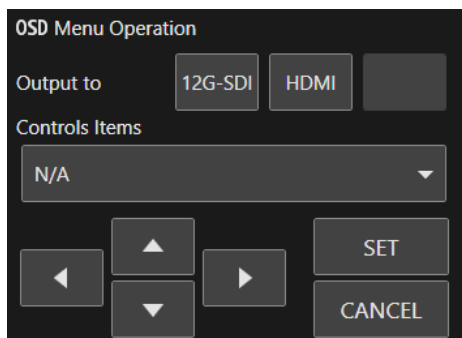 OSD Menu Operation
Output to 12G-SDI HDMI
Controls Items
N/A
SET
CANCEL